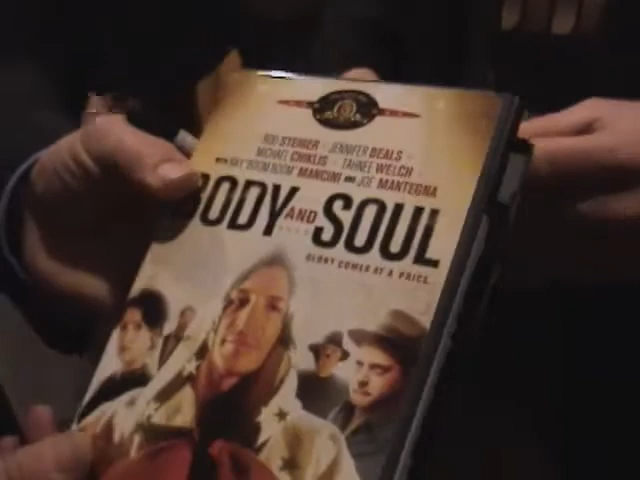 ROD STEIGER JENNIFER BEALS
MICHAEL CHIKLIS TAHNEE WELCH
WITH RAY "BOOM BOOM" MANCINI AND JOE MANTEGNA
BODY AND SOUL
GLORY COMES AT A PRICE.